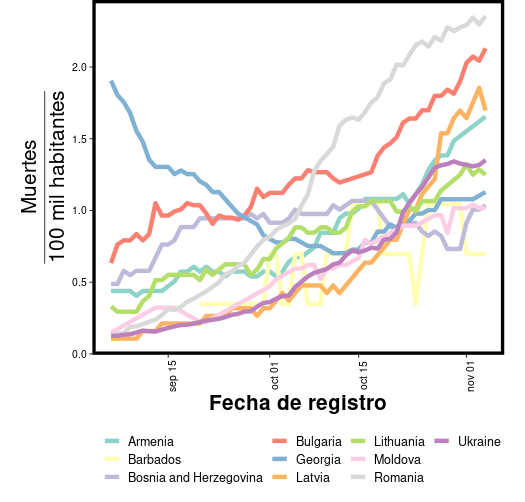 Muertes
100 mil habitantes
2.0
1.5
1.0
0.5
0.0
sep 15
oct 01
oct 15
nov 01
Fecha de registro
Armenia
Bulgaria
Lithuania
Ukraine
Barbados
Georgia
Moldova
Bosnia and Herzegovina
Latvia
Romania